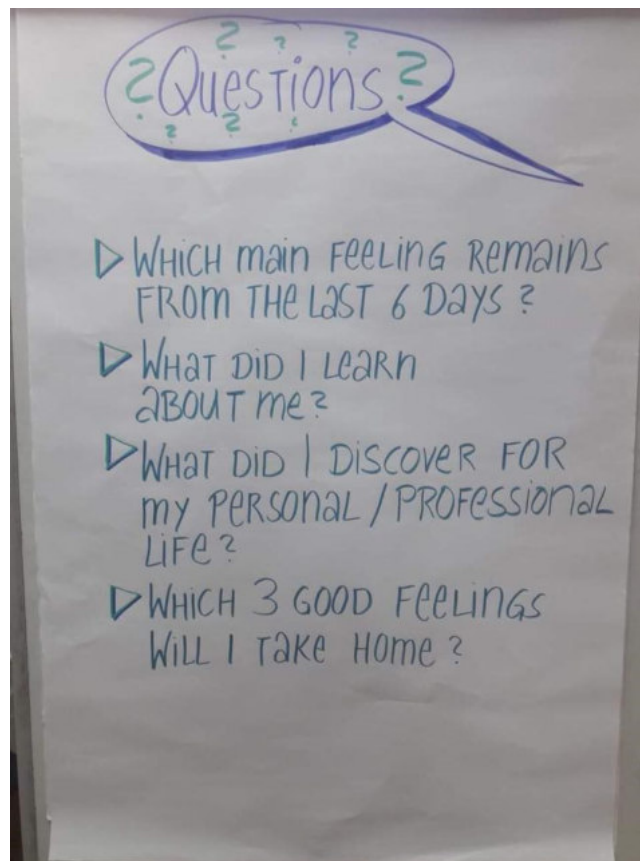 ? ? ?
? Questions ?
? ? ?
▷ WHICH main FeeLING Remains
FROM THe LaST 6 Days ?
▷ WHaT DiD I Learn
aBOUT me ?
▷ WHaT DiD I DISCOVER FOR
my PeRSOnaL / PROFessionaL
LiFe ?
▷ WHICH 3 GOOD FeeLINGS
WiLL I Take Home ?